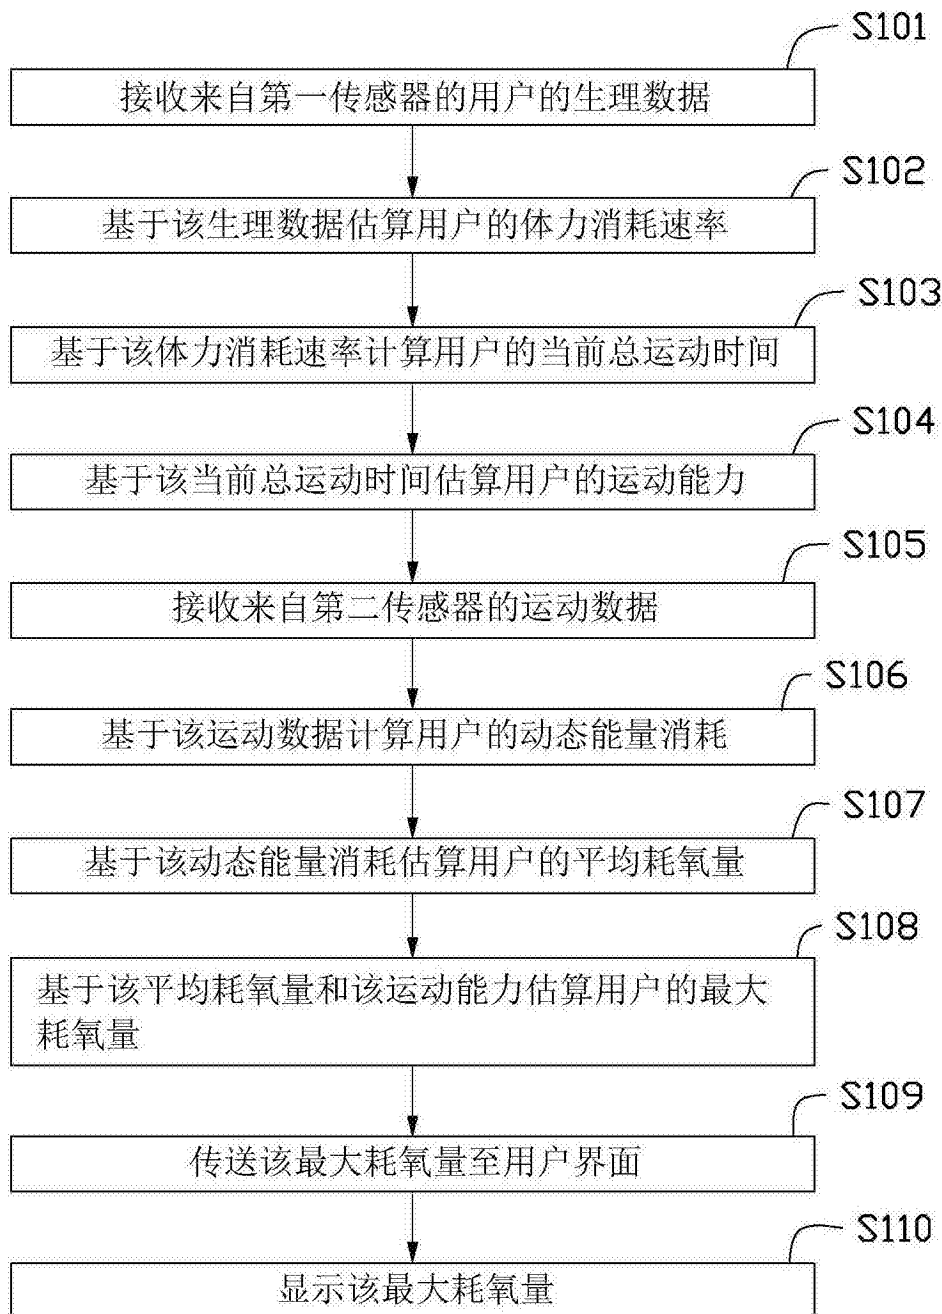 S101
接收来自第一传感器的用户的生理数据
S102
基于该生理数据估算用户的体力消耗速率
S103
基于该体力消耗速率计算用户的当前总运动时间
S104
基于该当前总运动时间估算用户的运动能力
S105
接收来自第二传感器的运动数据
S106
基于该运动数据计算用户的动态能量消耗
S107
基于该动态能量消耗估算用户的平均耗氧量
S108
基于该平均耗氧量和该运动能力估算用户的最大
耗氧量
S109
传送该最大耗氧量至用户界面
S110
显示该最大耗氧量